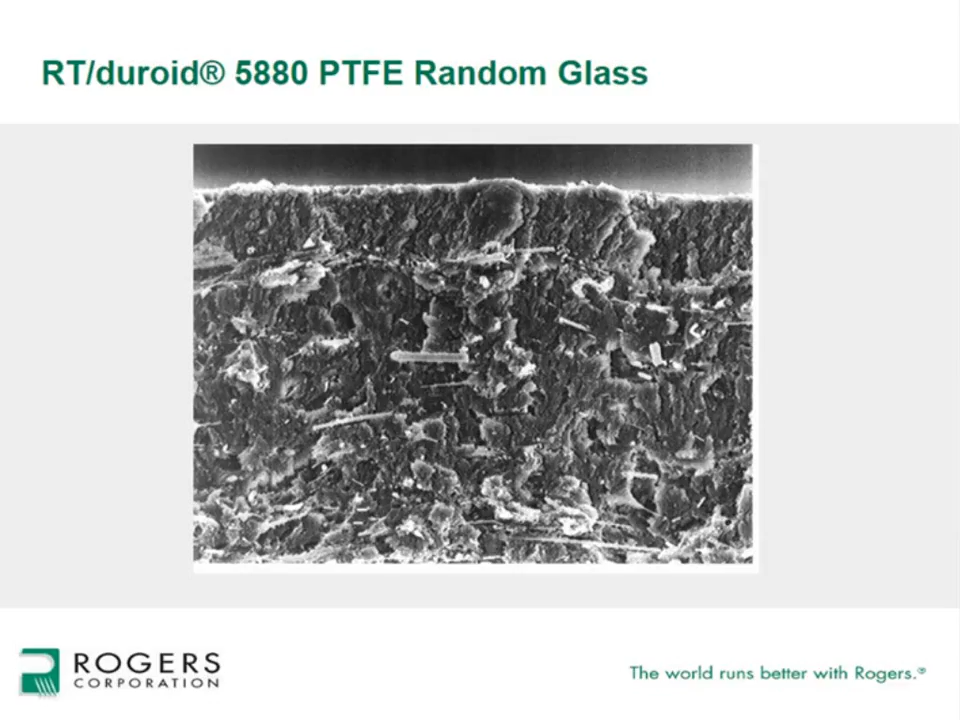 RT/duroid® 5880 PTFE Random Glass
ROGERS
CORPORATION
The world runs better with Rogers.®